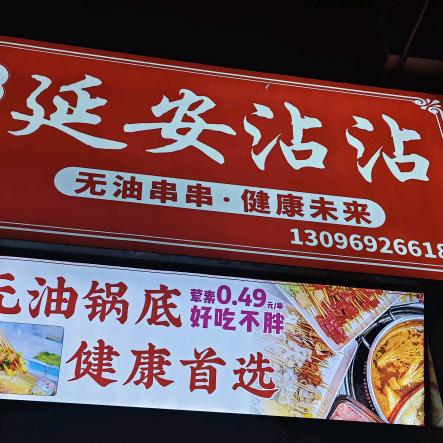 延安沾沾
无油串串·健康未来
13096926618
无油锅底
荤素0.49元/串
好吃不胖
健康首选